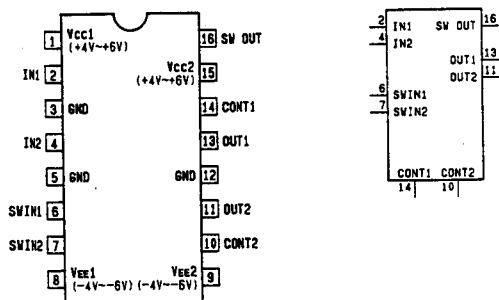 1 VCC1 (+4V~+6V)
16 SW OUT
IN1 2
VCC2 (+4V~+6V) 15
3 GND
14 CONT1
IN2 4
13 OUT1
5 GND
GND 12
SWIN1 6
11 OUT2
SWIN2 7
10 CONT2
8 VEE1 (-4V~-6V)
VEE2 (-4V~-6V) 9
2 IN1
SW OUT 16
4 IN2
OUT1 13
OUT2 11
6 SWIN1
7 SWIN2
CONT1 CONT2
14 10